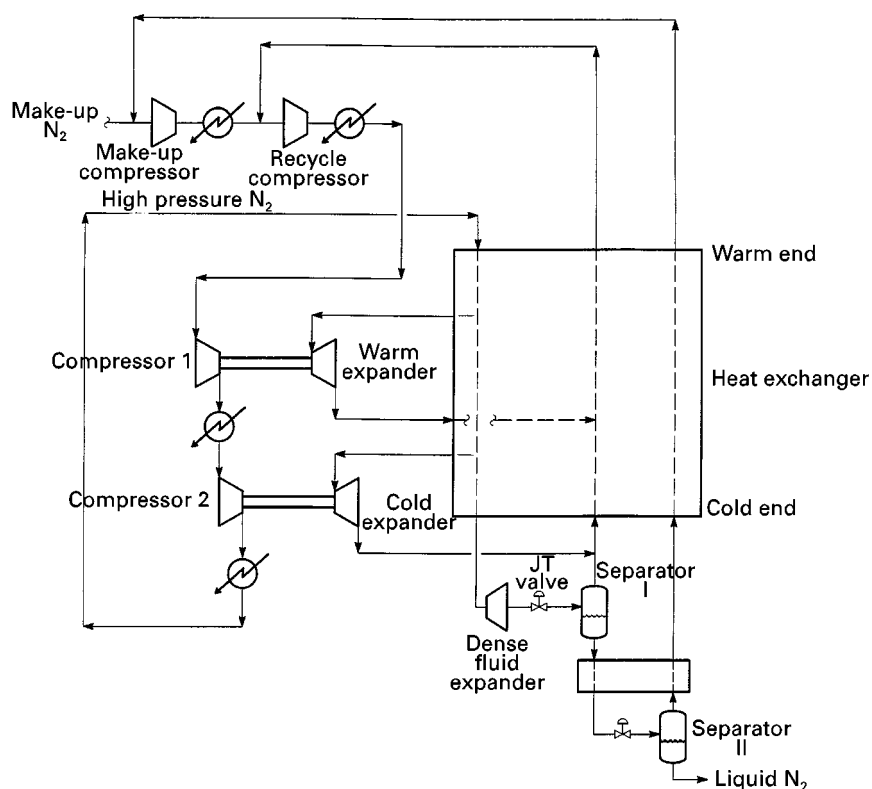 Make-up
N2
Make-up
compressor
Recycle
compressor
High pressure N2
Warm end
Compressor 1
Warm
expander
Heat exchanger
Compressor 2
Cold
expander
Cold end
JT
valve
Separator
I
Dense
fluid
expander
Separator
II
Liquid N2